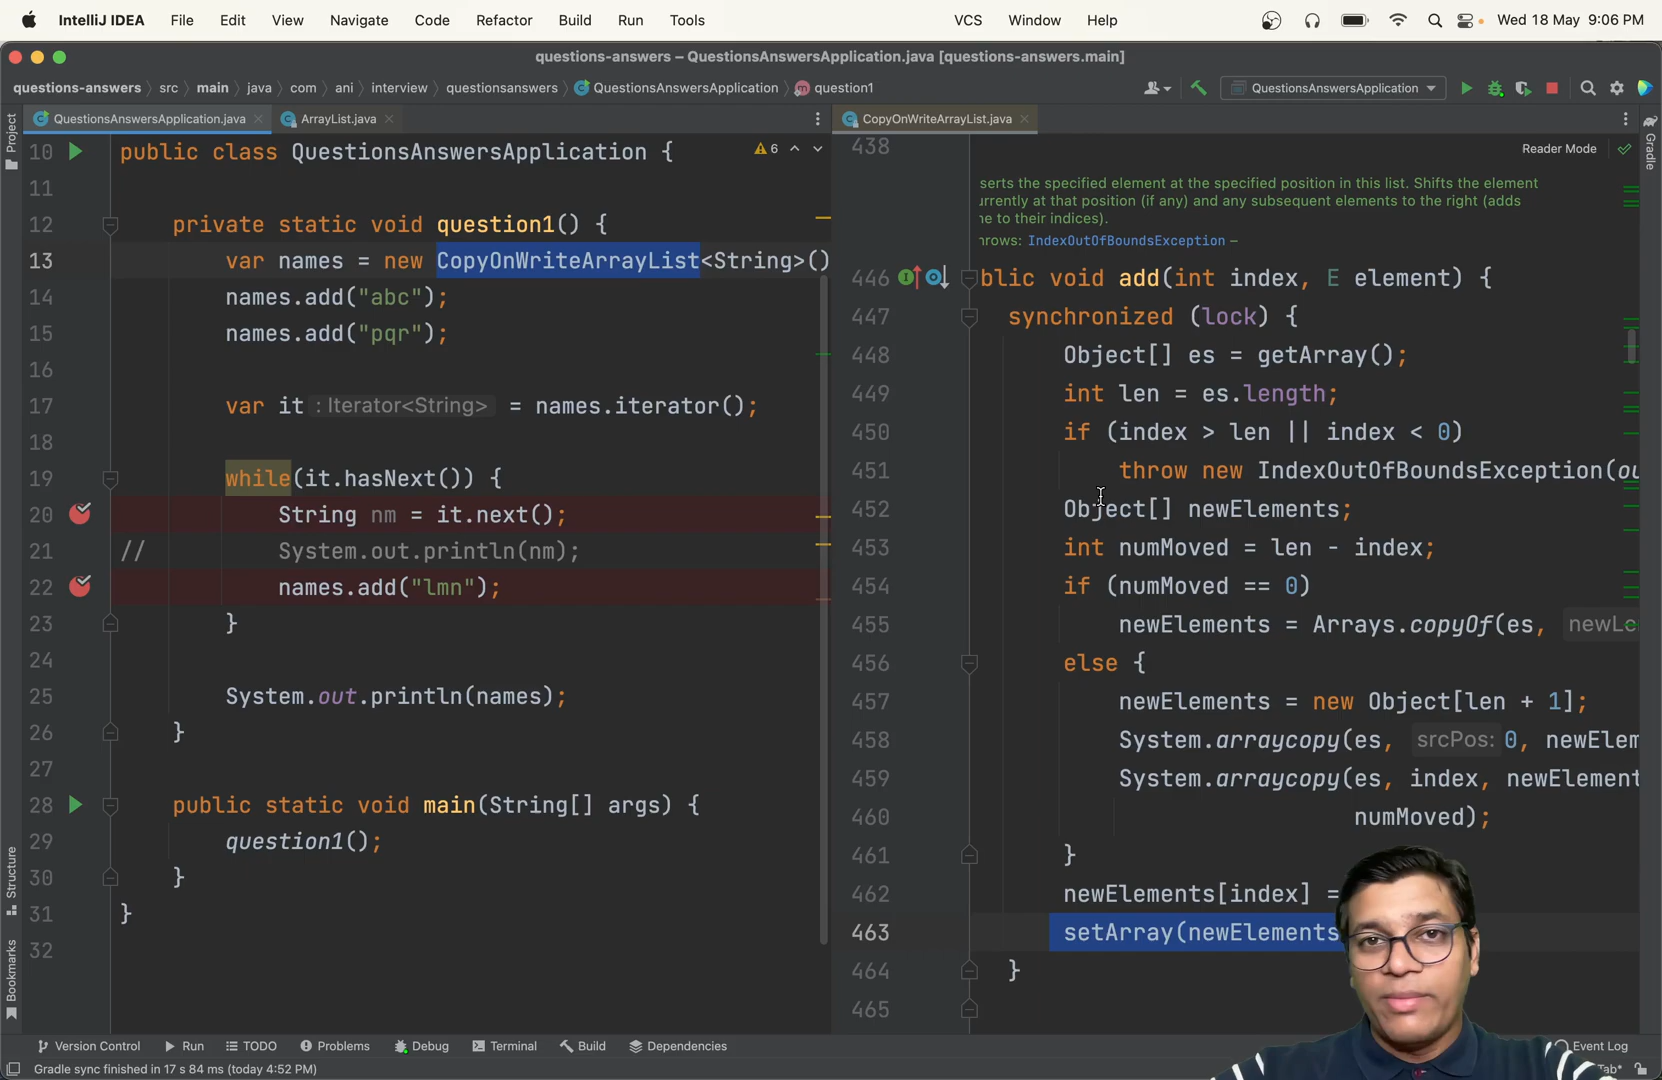 IntelliJ IDEA File Edit View Navigate Code Refactor Build Run Tools VCS Window Help Wed 18 May 9:06 PM
questions-answers – QuestionsAnswersApplication.java [questions-answers.main]
questions-answers src main java com ani interview questionsanswers QuestionsAnswersApplication question1 QuestionsAnswersApplication
QuestionsAnswersApplication.java ArrayList.java
Project
Structure
Bookmarks
10 public class QuestionsAnswersApplication { 6
11
12 private static void question1() {
13 var names = new CopyOnWriteArrayList<String>()
14 names.add("abc");
15 names.add("pqr");
16
17 var it : Iterator<String> = names.iterator();
18
19 while(it.hasNext()) {
20 String nm = it.next();
21 // System.out.println(nm);
22 names.add("lmn");
23 }
24
25 System.out.println(names);
26 }
27
28 public static void main(String[] args) {
29 question1();
30 }
31 }
32
CopyOnWriteArrayList.java
Gradle
438 Reader Mode
serts the specified element at the specified position in this list. Shifts the element
urrently at that position (if any) and any subsequent elements to the right (adds
ne to their indices).
hrows: IndexOutOfBoundsException –
446 blic void add(int index, E element) {
447 synchronized (lock) {
448 Object[] es = getArray();
449 int len = es.length;
450 if (index > len || index < 0)
451 throw new IndexOutOfBoundsException(ou
452 Object[] newElements;
453 int numMoved = len - index;
454 if (numMoved == 0)
455 newElements = Arrays.copyOf(es, newLe
456 else {
457 newElements = new Object[len + 1];
458 System.arraycopy(es, srcPos: 0, newElem
459 System.arraycopy(es, index, newElement
460 numMoved);
461 }
462 newElements[index] =
463 setArray(newElements
464 }
465
Version Control Run TODO Problems Debug Terminal Build Dependencies Event Log
Gradle sync finished in 17 s 84 ms (today 4:52 PM)